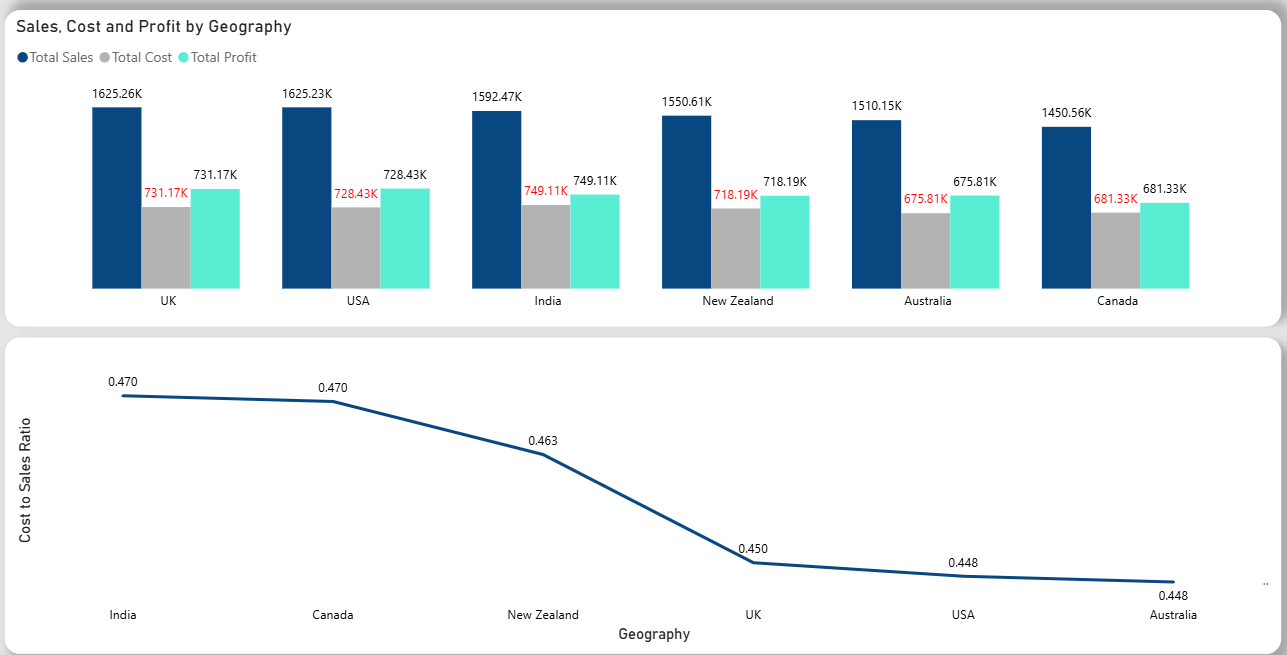 Sales, Cost and Profit by Geography
Total Sales Total Cost Total Profit
1625.26K 1625.23K 1592.47K 1550.61K 1510.15K 1450.56K
731.17K 731.17K 728.43K 728.43K 749.11K 749.11K 718.19K 718.19K 675.81K 675.81K 681.33K 681.33K
UK USA India New Zealand Australia Canada
Cost to Sales Ratio
0.470 0.470 0.463 0.450 0.448 0.448
India Canada New Zealand UK USA Australia
Geography